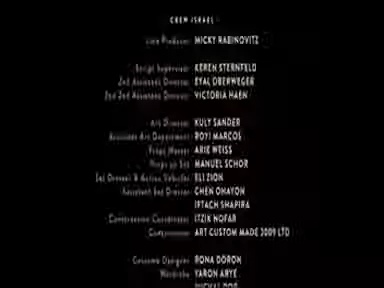 CREW ISRAEL
Line Producer MICKY RABINOVITZ
Script Supervisor KEREN STERNFELD
2nd Assistant Director EYAL OBERWEGER
2nd 2nd Assistant Director VICTORIA HAEN
Art Director KULY SANDER
Assistant Art Department ROYI MARCOS
Props Master ARIE WEISS
Props on Set MANUEL SCHOR
Set Dresser & Action Vehicles ELI ZION
Assistant Set Dresser CHEN OHAYON
IFTACH SHAPIRA
Construction Coordinator ITZIK NOFAR
Construction ART CUSTOM MADE 2009 LTD
Costume Designer RONA DORON
Wardrobe YARON ARYE